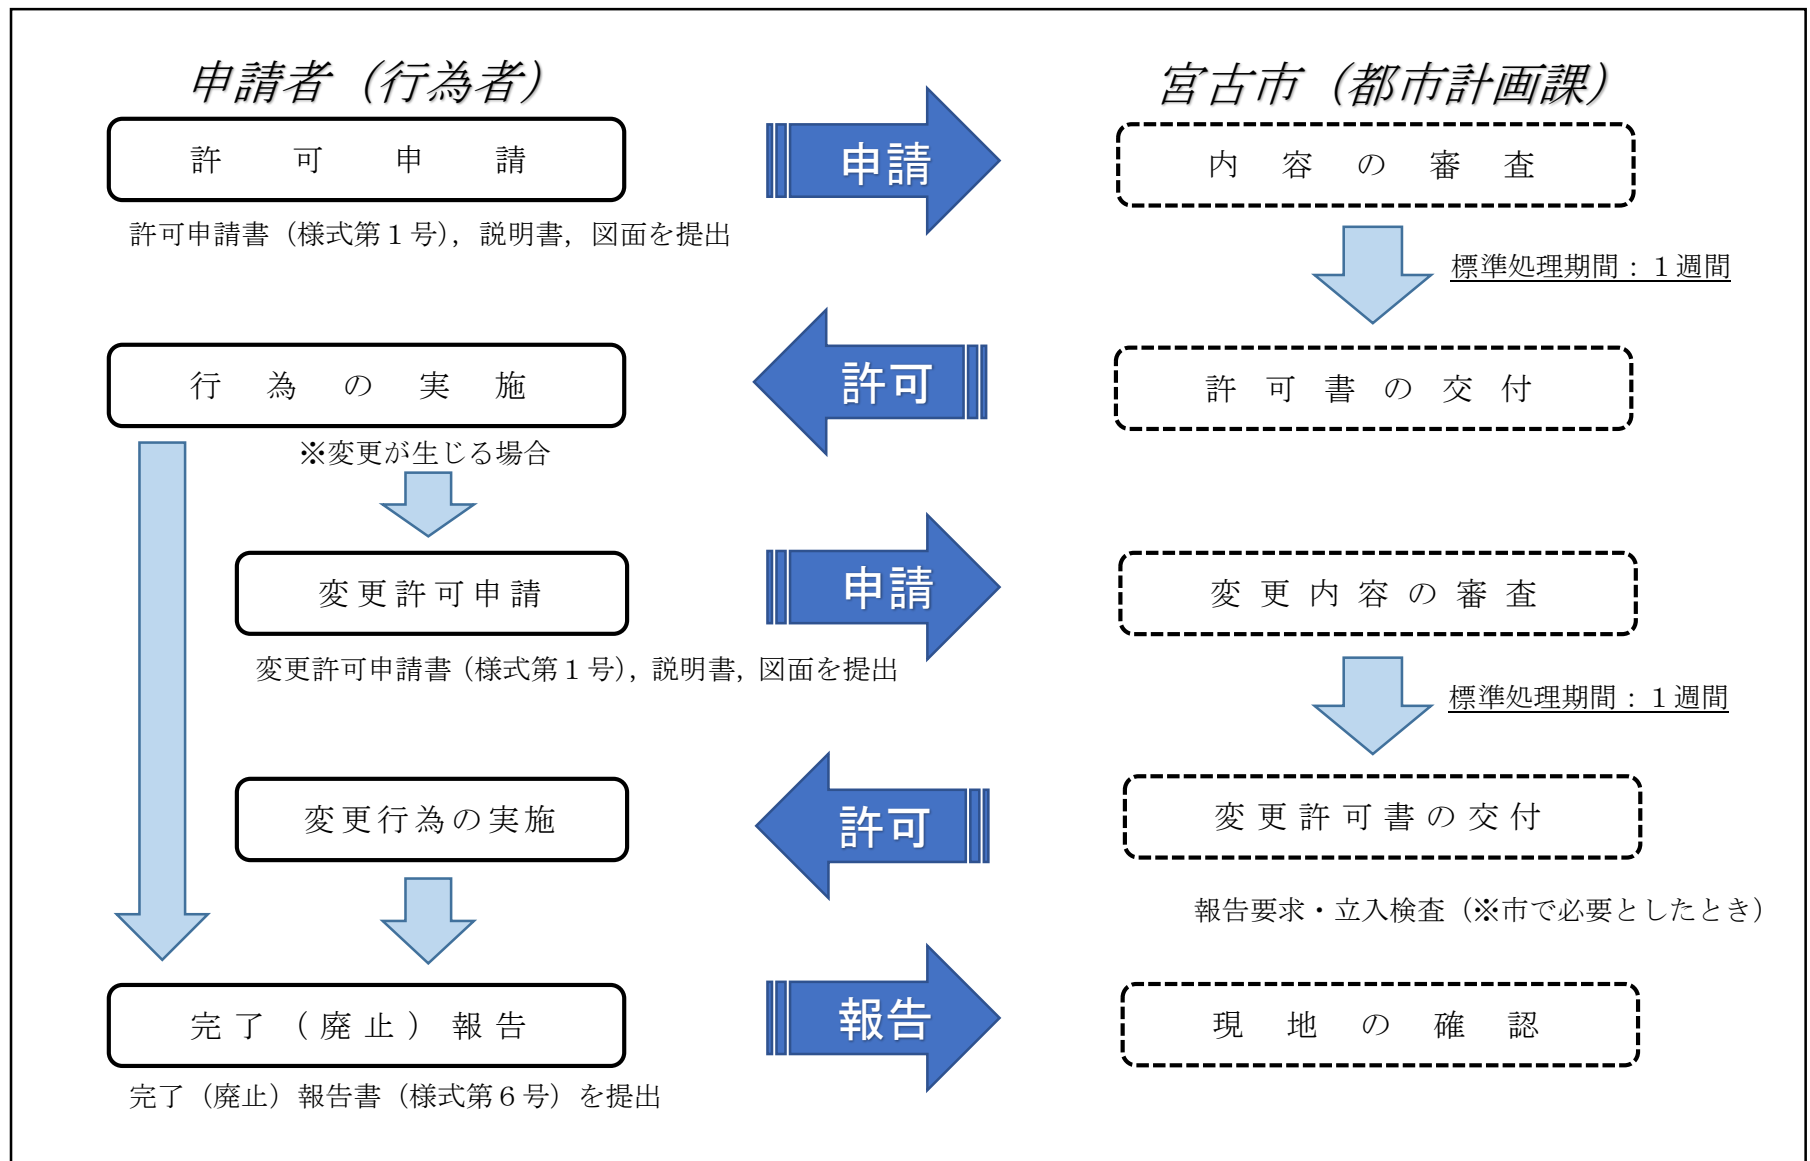 申請者（行為者）
宮古市（都市計画課）
許可申請
申請
内容の審査
許可申請書（様式第１号），説明書，図面を提出
標準処理期間：１週間
行為の実施
許可
許可書の交付
※変更が生じる場合
変更許可申請
申請
変更内容の審査
変更許可申請書（様式第１号），説明書，図面を提出
標準処理期間：１週間
変更行為の実施
許可
変更許可書の交付
報告要求・立入検査（※市で必要としたとき）
完了（廃止）報告
報告
現地の確認
完了（廃止）報告書（様式第６号）を提出